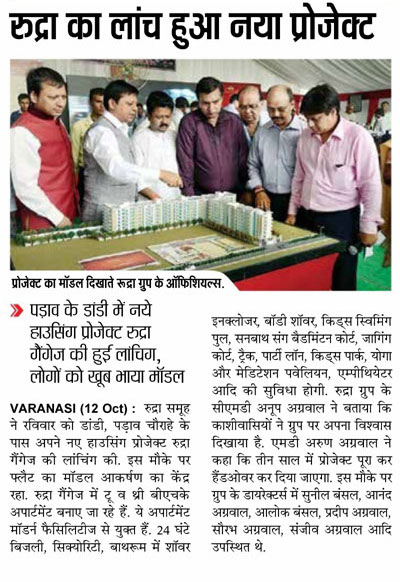 रुद्रा का लांच हुआ नया प्रोजेक्ट
प्रोजेक्ट का मॉडल दिखाते रूद्रा ग्रुप के ऑफिशियल्स.
पड़ाव के डांडी में नये
हाउसिंग प्रोजेक्ट रुद्रा
गैंगेज की हुई लांचिग,
लोगों को खूब भाया मॉडल
VARANASI (12 Oct) : रुद्रा समूह
ने रविवार को डांडी, पड़ाव चौराहे के
पास अपने नए हाउसिंग प्रोजेक्ट रुद्रा
गैंगेज की लांचिंग की. इस मौके पर
फ्लैट का मॉडल आकर्षण का केंद्र
रहा. रुद्रा गैंगेज में टू व थ्री बीएचके
अपार्टमेंट बनाए जा रहे हैं. ये अपार्टमेंट
मॉडर्न फैसिलिटीज से युक्त हैं. 24 घंटे
बिजली, सिक्योरिटी, बाथरूम में शॉवर
इनक्लोजर, बॉडी शॉवर, किड्स स्विमिंग
पुल, सनबाथ संग बैडमिंटन कोर्ट, जागिंग
कोर्ट, ट्रैक, पार्टी लॉन, किड्स पार्क, योगा
और मेडिटेशन पवेलियन, एम्पीथियेटर
आदि की सुविधा होगी. रुद्रा ग्रुप के
सीएमडी अनूप अग्रवाल ने बताया कि
काशीवासियों ने ग्रुप पर अपना विश्वास
दिखाया है. एमडी अरुण अग्रवाल ने
कहा कि तीन साल में प्रोजेक्ट पूरा कर
हैंडओवर कर दिया जाएगा. इस मौके पर
ग्रुप के डायरेक्टर्स में सुनील बंसल, आनंद
अग्रवाल, आलोक बंसल, प्रदीप अग्रवाल,
सौरभ अग्रवाल, संजीव अग्रवाल आदि
उपस्थित थे.